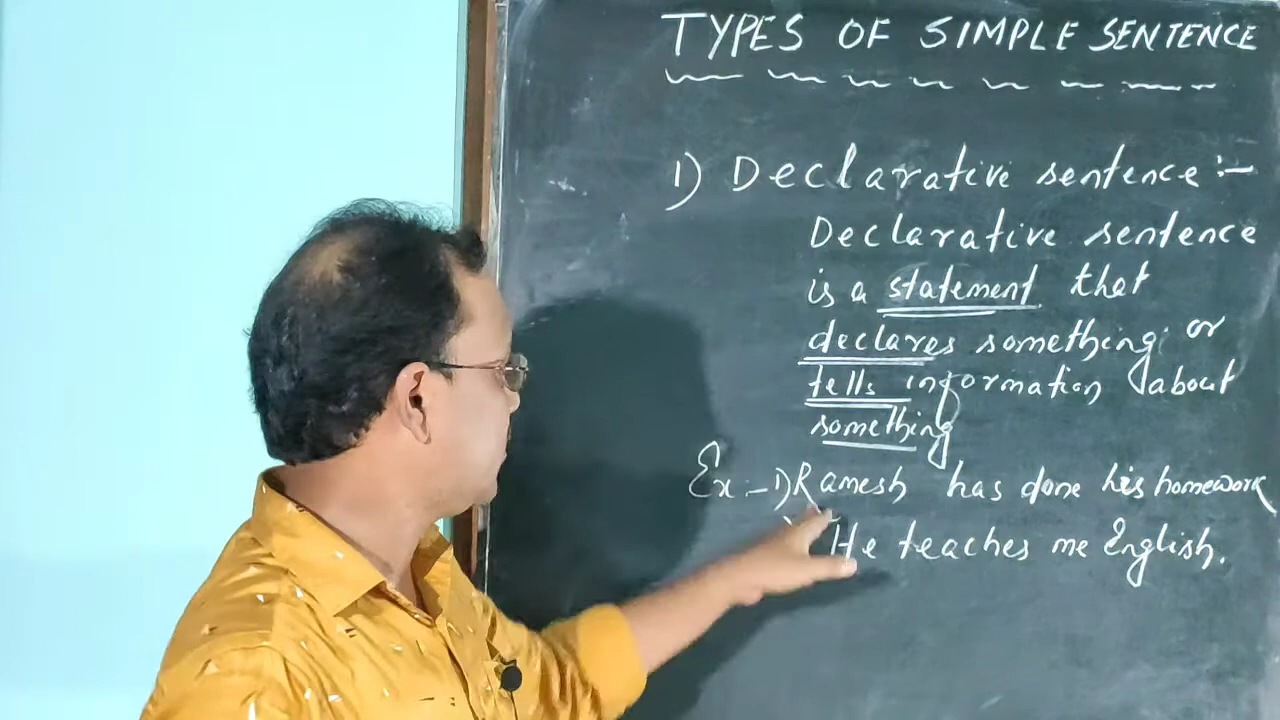 TYPES OF SIMPLE SENTENCE
1) Declarative sentence :-
Declarative sentence
is a statement that
declares something or
tells information about
something
Ex :- 1) Ramesh has done his homework
He teaches me English.